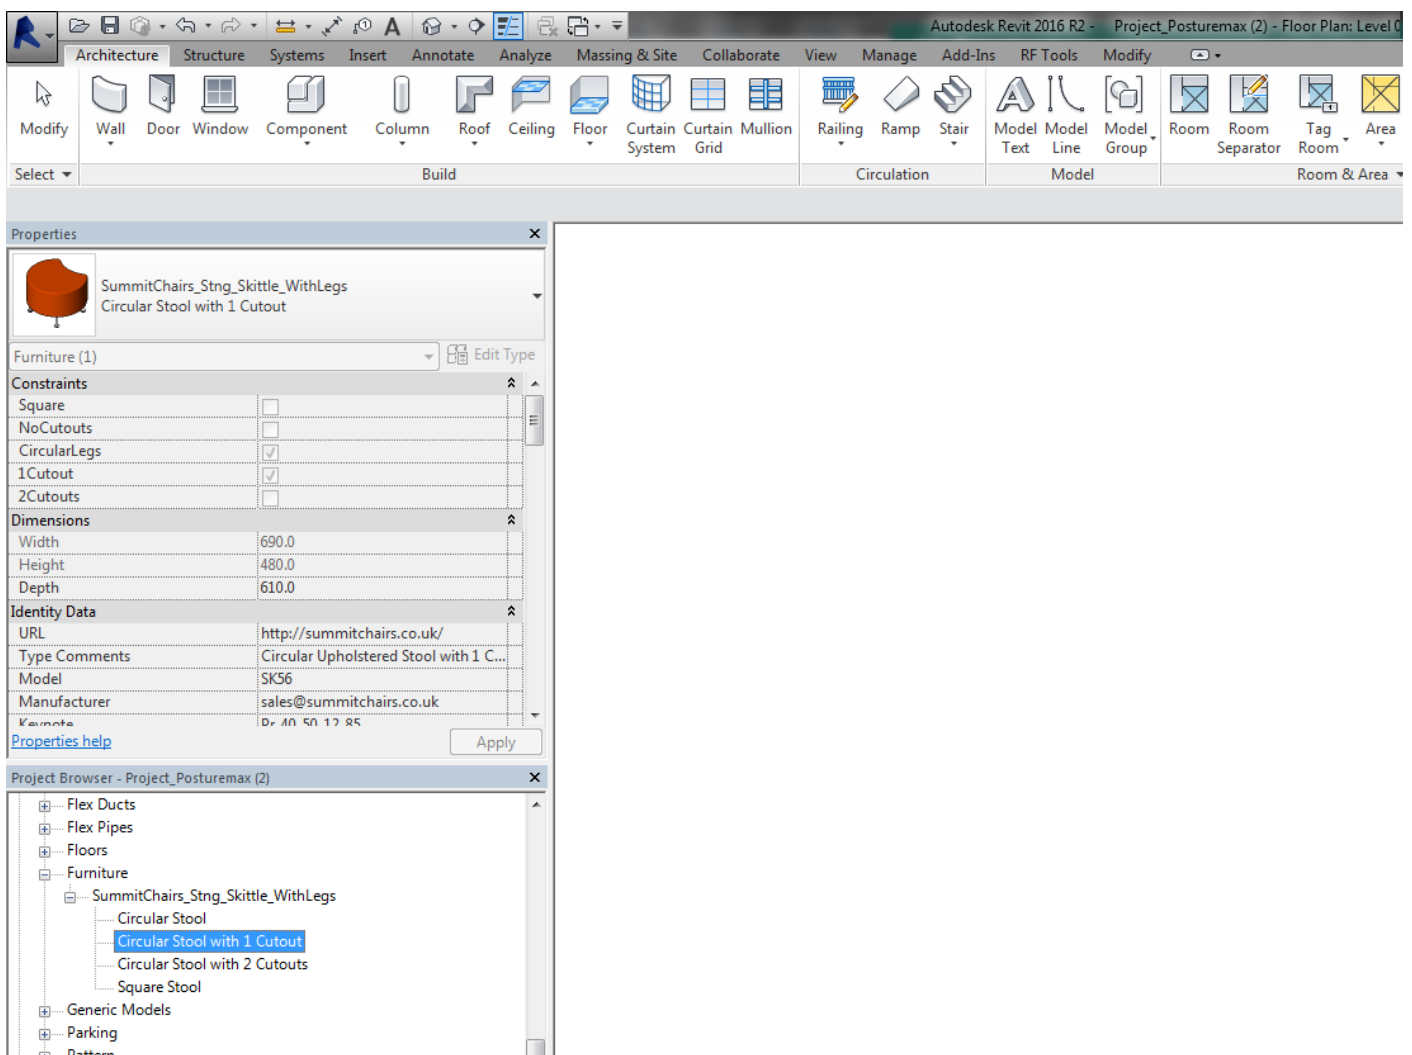 Autodesk Revit 2016 R2 - Project_Posturemax (2) - Floor Plan: Level 0
Architecture Structure Systems Insert Annotate Analyze Massing & Site Collaborate View Manage Add-Ins RF Tools Modify
Modify Wall Door Window Component Column Roof Ceiling Floor Curtain System Curtain Grid Mullion Railing Ramp Stair Model Text Model Line Model Group Room Room Separator Tag Room Area
Select Build Circulation Model Room & Area
Properties
SummitChairs_Stng_Skittle_WithLegs
Circular Stool with 1 Cutout
Furniture (1) Edit Type
Constraints
Square
NoCutouts
CircularLegs
1Cutout
2Cutouts
Dimensions
Width 690.0
Height 480.0
Depth 610.0
Identity Data
URL http://summitchairs.co.uk/
Type Comments Circular Upholstered Stool with 1 C...
Model SK56
Manufacturer sales@summitchairs.co.uk
Keynote Pr_40_50_12_85
Properties help Apply
Project Browser - Project_Posturemax (2)
Flex Ducts
Flex Pipes
Floors
Furniture
SummitChairs_Stng_Skittle_WithLegs
Circular Stool
Circular Stool with 1 Cutout
Circular Stool with 2 Cutouts
Square Stool
Generic Models
Parking
Pattern